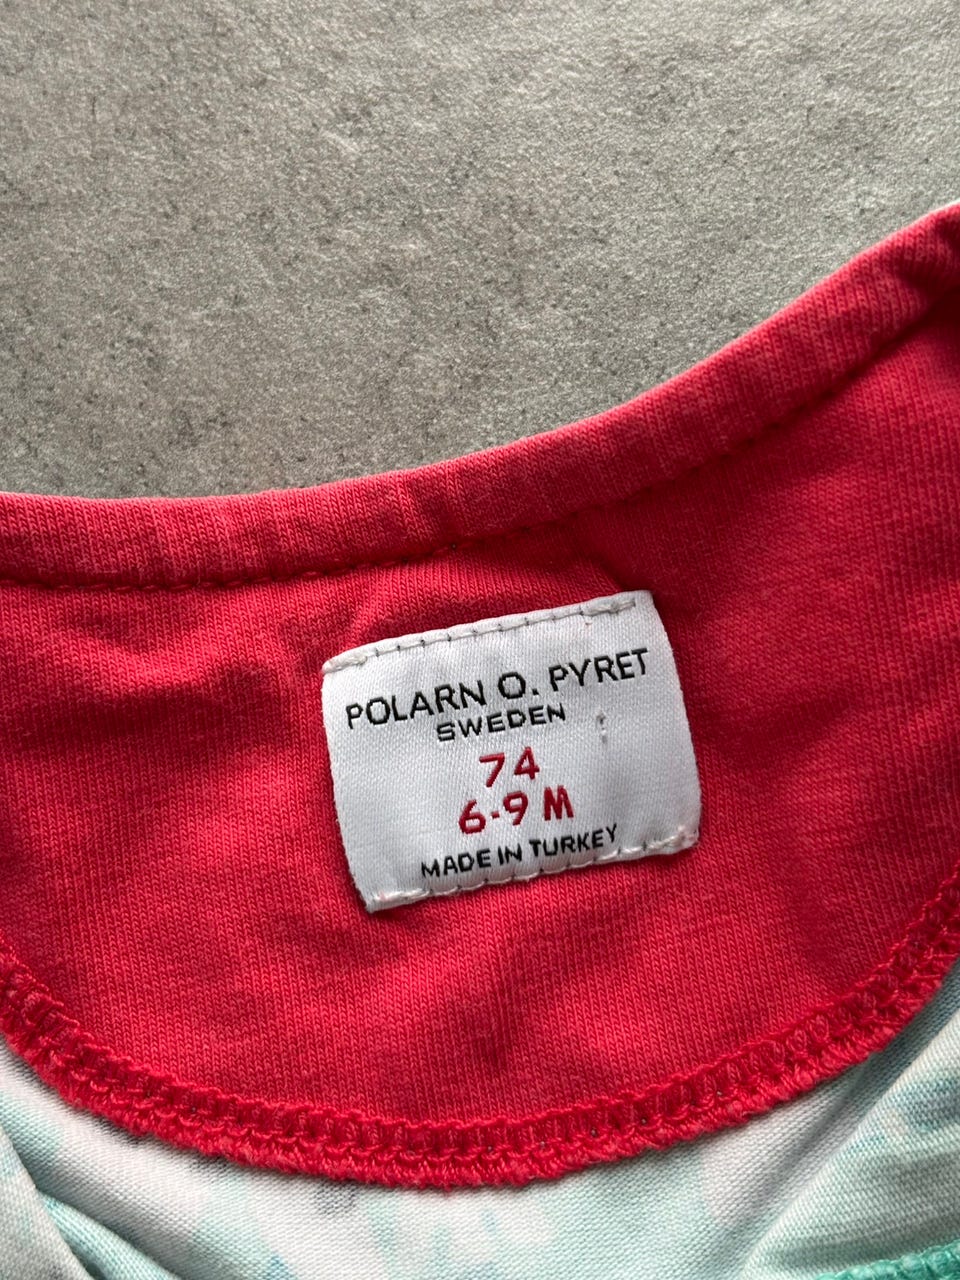 POLARN O. PYRET
SWEDEN
74
6-9 M
MADE IN TURKEY